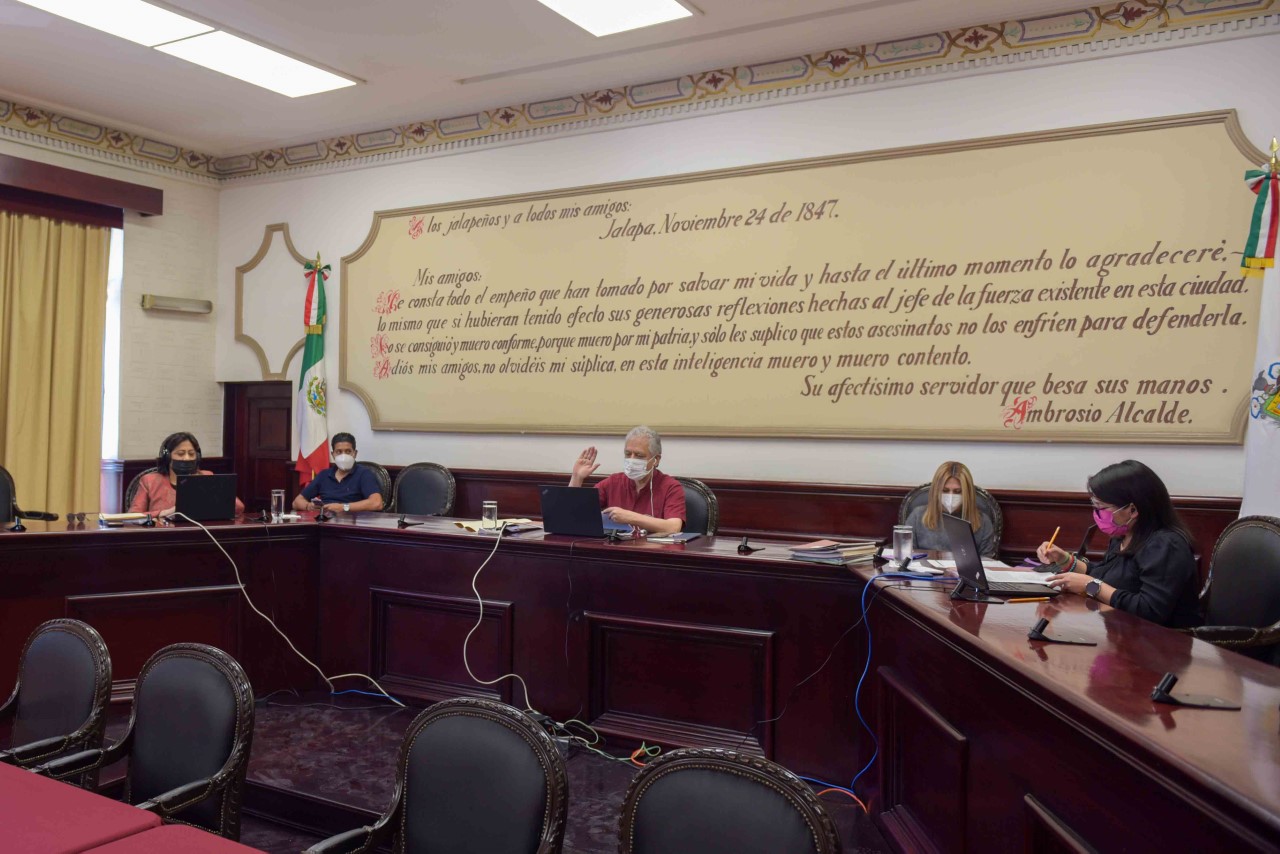 A los jalapeños y a todos mis amigos:
Jalapa, Noviembre 24 de 1847.
Mis amigos:
Me consta todo el empeño que han tomado por salvar mi vida y hasta el último momento lo agradeceré.-
lo mismo que si hubieran tenido efecto sus generosas reflexiones hechas al jefe de la fuerza existente en esta ciudad.
No se consiguió y muero conforme, porque muero por mi patria, y sólo les suplico que estos asesinatos no los enfríen para defenderla.
Adiós mis amigos, no olvidéis mi súplica, en esta inteligencia muero y muero contento.
Su afectísimo servidor que besa sus manos .
Ambrosio Alcalde.